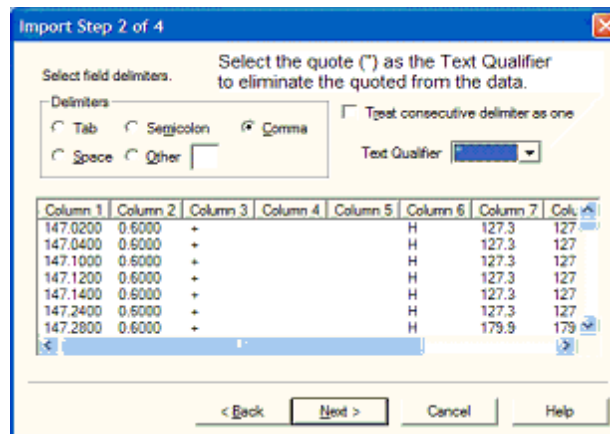 Import Step 2 of 4
Select the quote (") as the Text Qualifier
to eliminate the quoted from the data.
Select field delimiters.
Delimiters
Tab Semicolon Comma
Space Other
Treat consecutive delimiter as one
Text Qualifier
Column 1 Column 2 Column 3 Column 4 Column 5 Column 6 Column 7 Colu
147.0200 0.6000 + H 127.3 127
147.0400 0.6000 + H 127.3 127
147.1000 0.6000 + H 127.3 127
147.1200 0.6000 + H 127.3 127
147.1400 0.6000 + H 127.3 127
147.2400 0.6000 + H 127.3 127
147.2800 0.6000 + H 179.9 179
< Back Next > Cancel Help